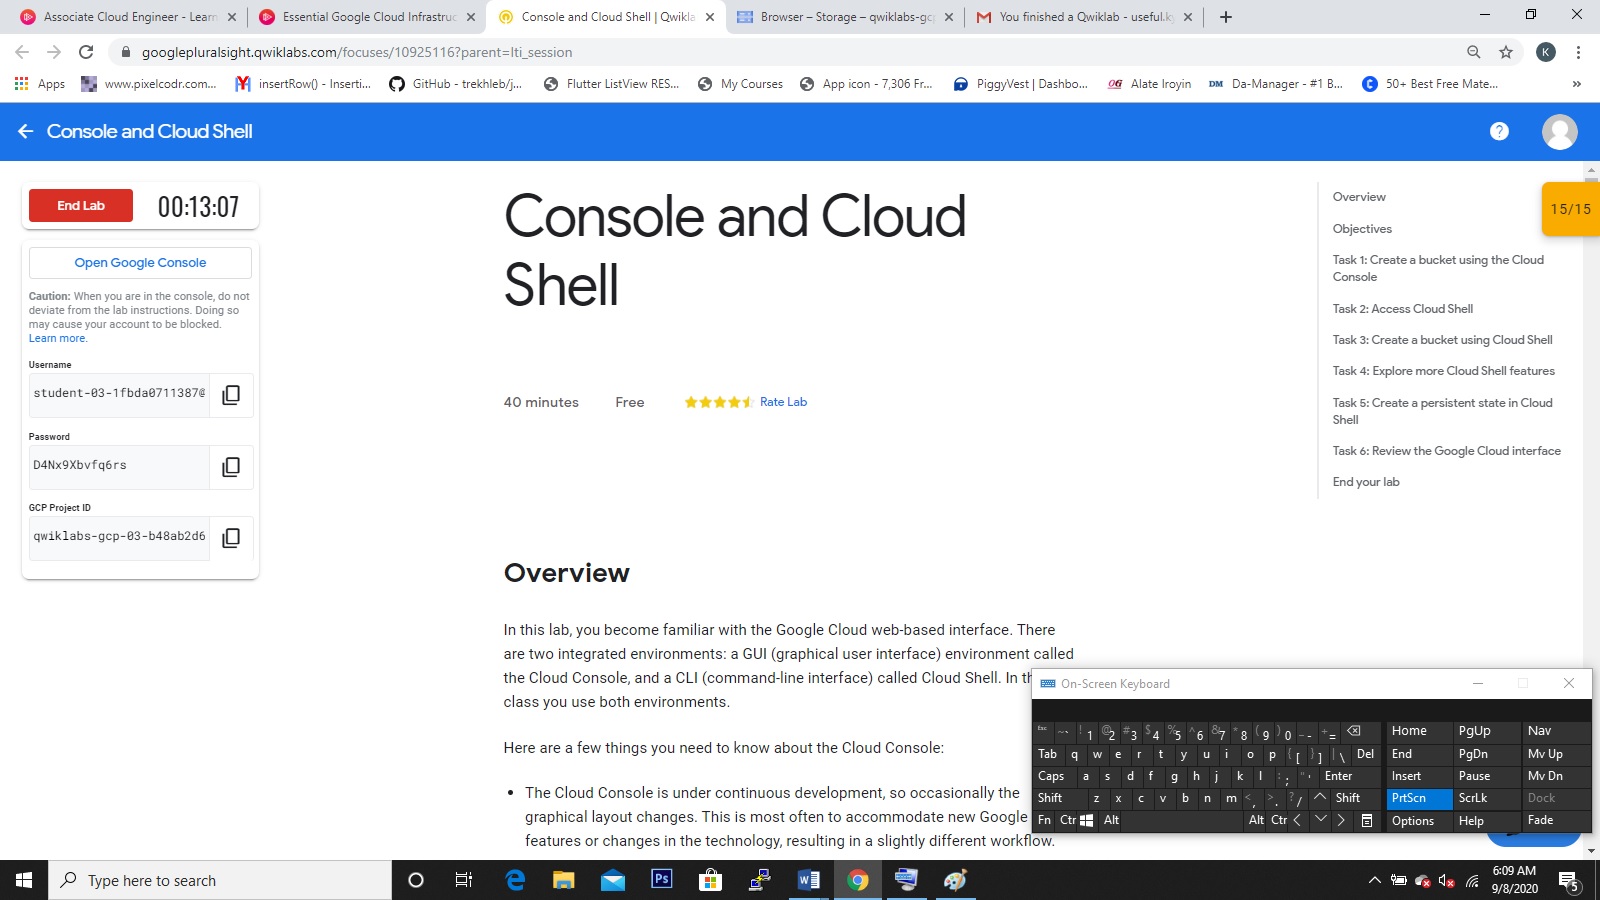 Associate Cloud Engineer - Learn
Essential Google Cloud Infrastruc
Console and Cloud Shell | Qwikla
Browser – Storage – qwiklabs-gcp
You finished a Qwiklab - useful.k
googlepluralsight.qwiklabs.com/focuses/10925116?parent=lti_session
K
Apps
www.pixelcodr.com...
insertRow() - Inserti...
GitHub - trekhleb/j...
Flutter ListView RES...
My Courses
App icon - 7,306 Fr...
PiggyVest | Dashbo...
Alate Iroyin
DM
Da-Manager - #1 B...
50+ Best Free Mate...
»
Console and Cloud Shell
?
End Lab
00:13:07
Open Google Console
Caution: When you are in the console, do not
deviate from the lab instructions. Doing so
may cause your account to be blocked.
Learn more.
Username
student-03-1fbda0711387@
Password
D4Nx9Xbvfq6rs
GCP Project ID
qwiklabs-gcp-03-b48ab2d6
Console and Cloud
Shell
40 minutes
Free
Rate Lab
Overview
In this lab, you become familiar with the Google Cloud web-based interface. There
are two integrated environments: a GUI (graphical user interface) environment called
the Cloud Console, and a CLI (command-line interface) called Cloud Shell. In th
class you use both environments.
Here are a few things you need to know about the Cloud Console:
• The Cloud Console is under continuous development, so occasionally the
graphical layout changes. This is most often to accommodate new Google
features or changes in the technology, resulting in a slightly different workflow.
Overview
Objectives
Task 1: Create a bucket using the Cloud
Console
Task 2: Access Cloud Shell
Task 3: Create a bucket using Cloud Shell
Task 4: Explore more Cloud Shell features
Task 5: Create a persistent state in Cloud
Shell
Task 6: Review the Google Cloud interface
End your lab
15/15
On-Screen Keyboard
Esc ~ ` ! 1 @ 2 # 3 $ 4 % 5 ^ 6 & 7 * 8 ( 9 ) 0 _ - + = Home PgUp Nav
Tab q w e r t y u i o p { [ } ] | \ Del End PgDn Mv Up
Caps a s d f g h j k l : ; " ' Enter Insert Pause Mv Dn
Shift z x c v b n m < , > . ? / Shift PrtScn ScrLk Dock
Fn Ctr Alt Alt Ctr Options Help Fade
Type here to search
Ps
6:09 AM
9/8/2020
5